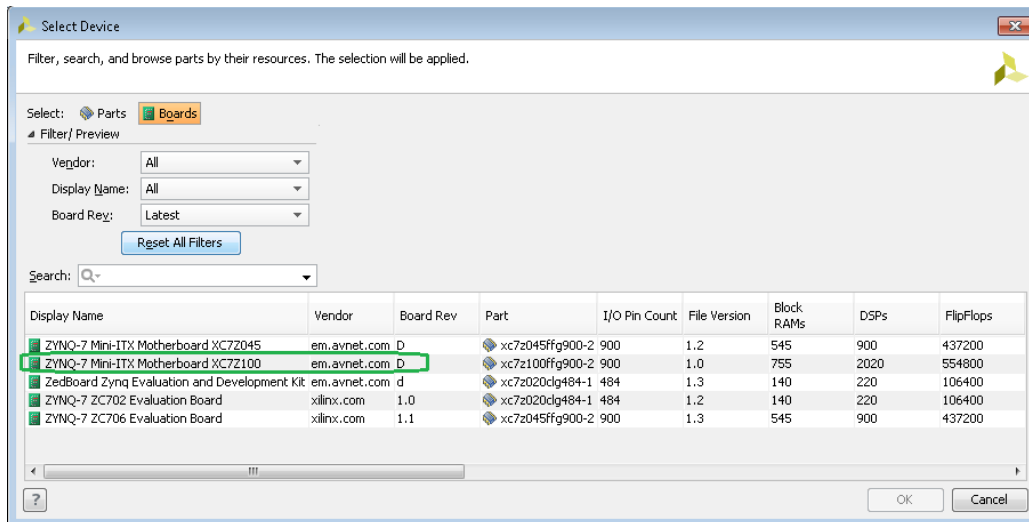 Select Device
Filter, search, and browse parts by their resources. The selection will be applied.
Select: Parts Boards
Filter/ Preview
Vendor: All
Display Name: All
Board Rev: Latest
Reset All Filters
Search:
Display Name Vendor Board Rev Part I/O Pin Count File Version Block RAMs DSPs FlipFlops
ZYNQ-7 Mini-ITX Motherboard XC7Z045 em.avnet.com D xc7z045ffg900-2 900 1.2 545 900 437200
ZYNQ-7 Mini-ITX Motherboard XC7Z100 em.avnet.com D xc7z100ffg900-2 900 1.0 755 2020 554800
ZedBoard Zynq Evaluation and Development Kit em.avnet.com d xc7z020clg484-1 484 1.3 140 220 106400
ZYNQ-7 ZC702 Evaluation Board xilinx.com 1.0 xc7z020clg484-1 484 1.2 140 220 106400
ZYNQ-7 ZC706 Evaluation Board xilinx.com 1.1 xc7z045ffg900-2 900 1.3 545 900 437200
? OK Cancel